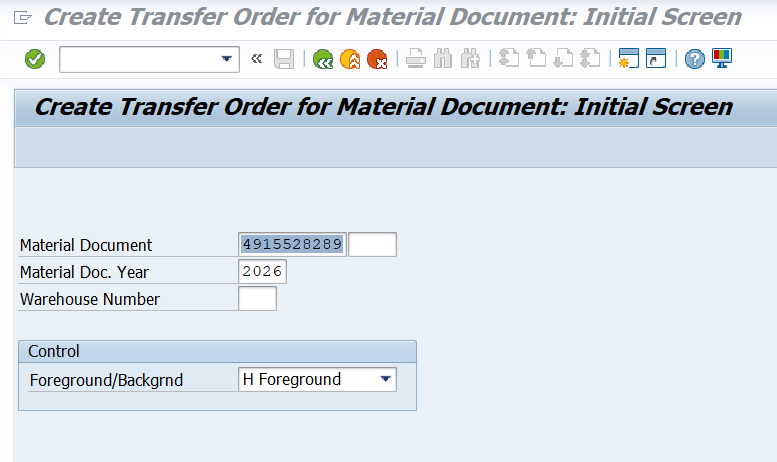 Create Transfer Order for Material Document: Initial Screen
Create Transfer Order for Material Document: Initial Screen
Material Document 4915528289
Material Doc. Year 2026
Warehouse Number
Control
Foreground/Backgrnd H Foreground